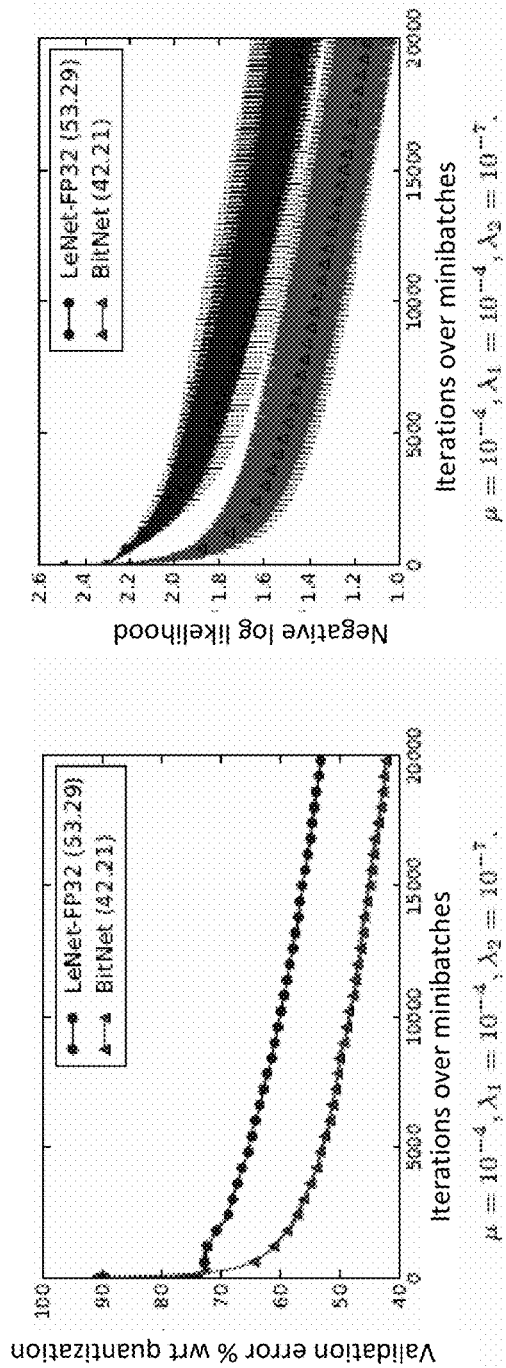 Validation error % wrt quantization
100
90
80
70
60
50
40
LeNet-FP32 (53.29)
BitNet (42.21)
0
5000
10000
15000
20000
Iterations over minibatches
μ = 10⁻⁴, λ₁ = 10⁻⁴, λ₂ = 10⁻⁷.
Negative log likelihood
2.6
2.4
2.2
2.0
1.8
1.6
1.4
1.2
1.0
LeNet-FP32 (53.29)
BitNet (42.21)
0
5000
10000
15000
20000
Iterations over minibatches
μ = 10⁻⁴, λ₁ = 10⁻⁴, λ₂ = 10⁻⁷.